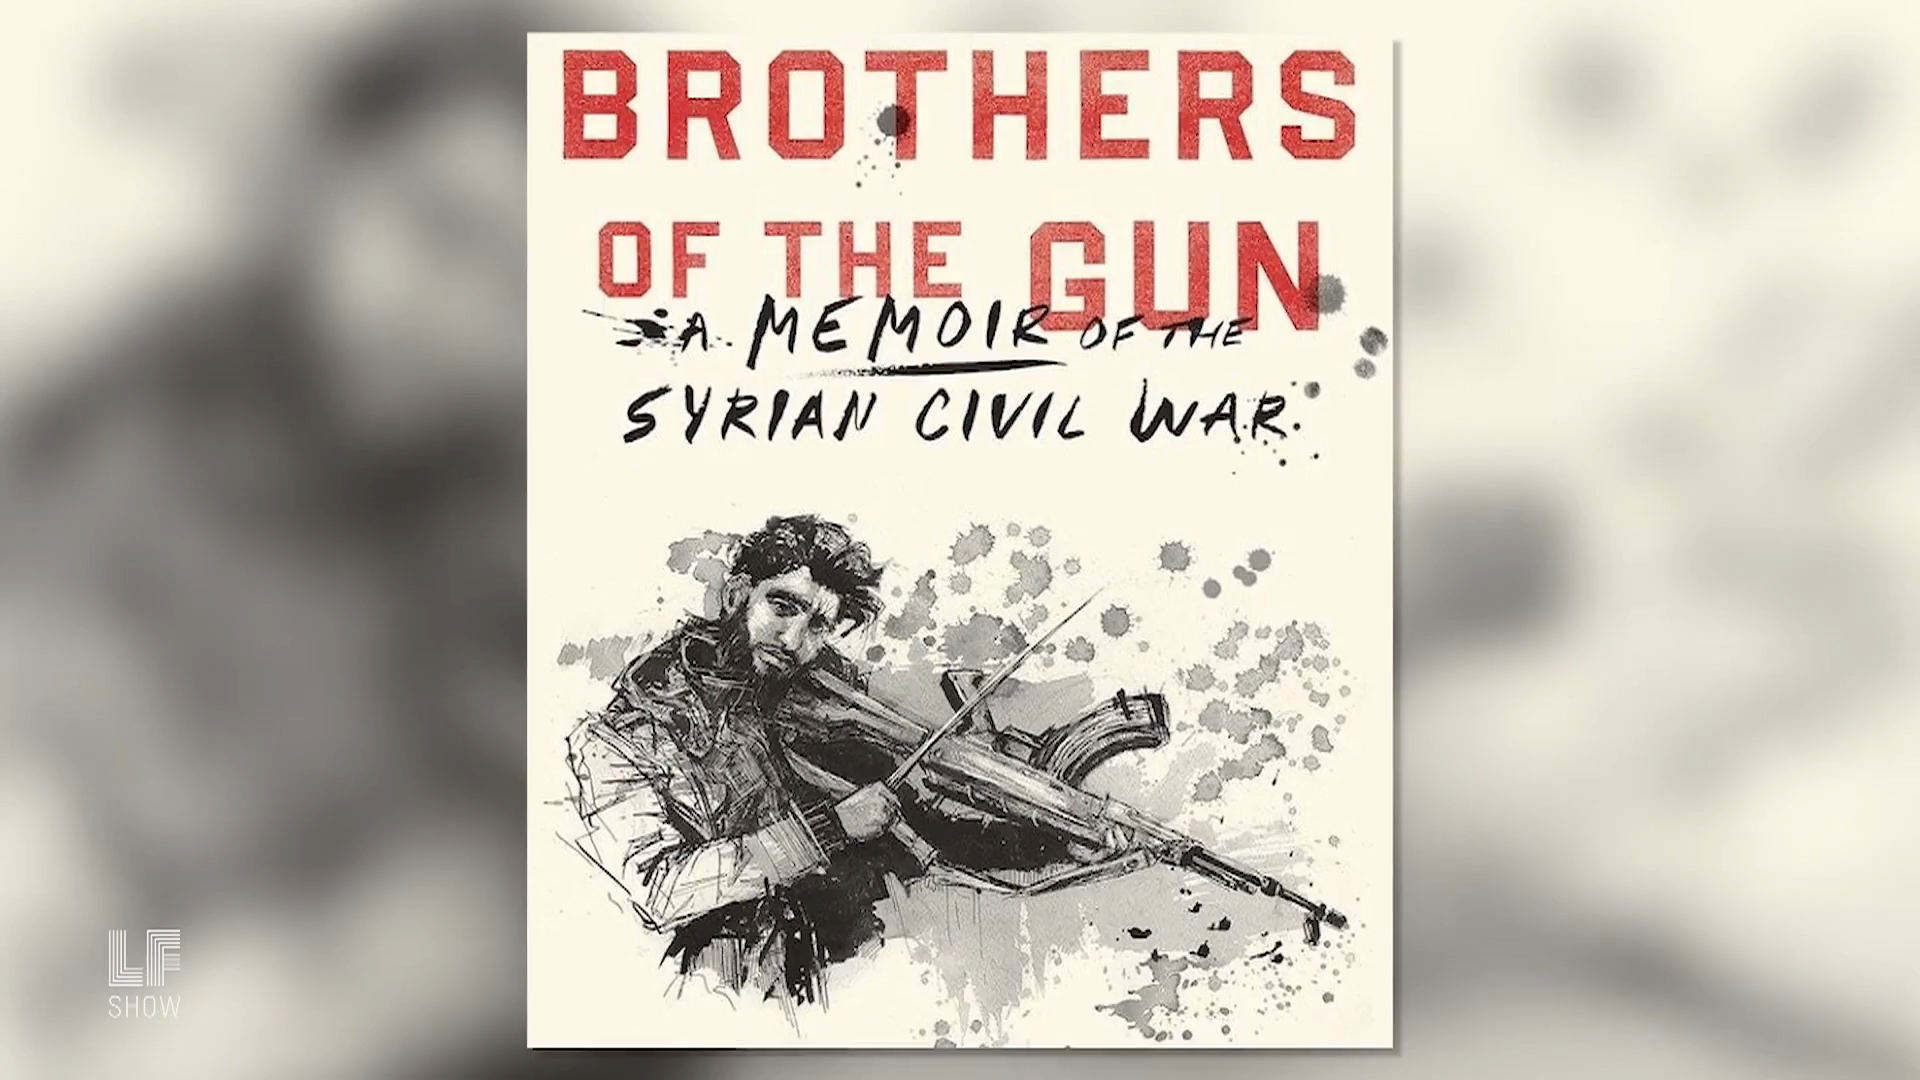 BROTHERS
OF THE GUN
A MEMOIR OF THE
SYRIAN CIVIL WAR.
LF
SHOW